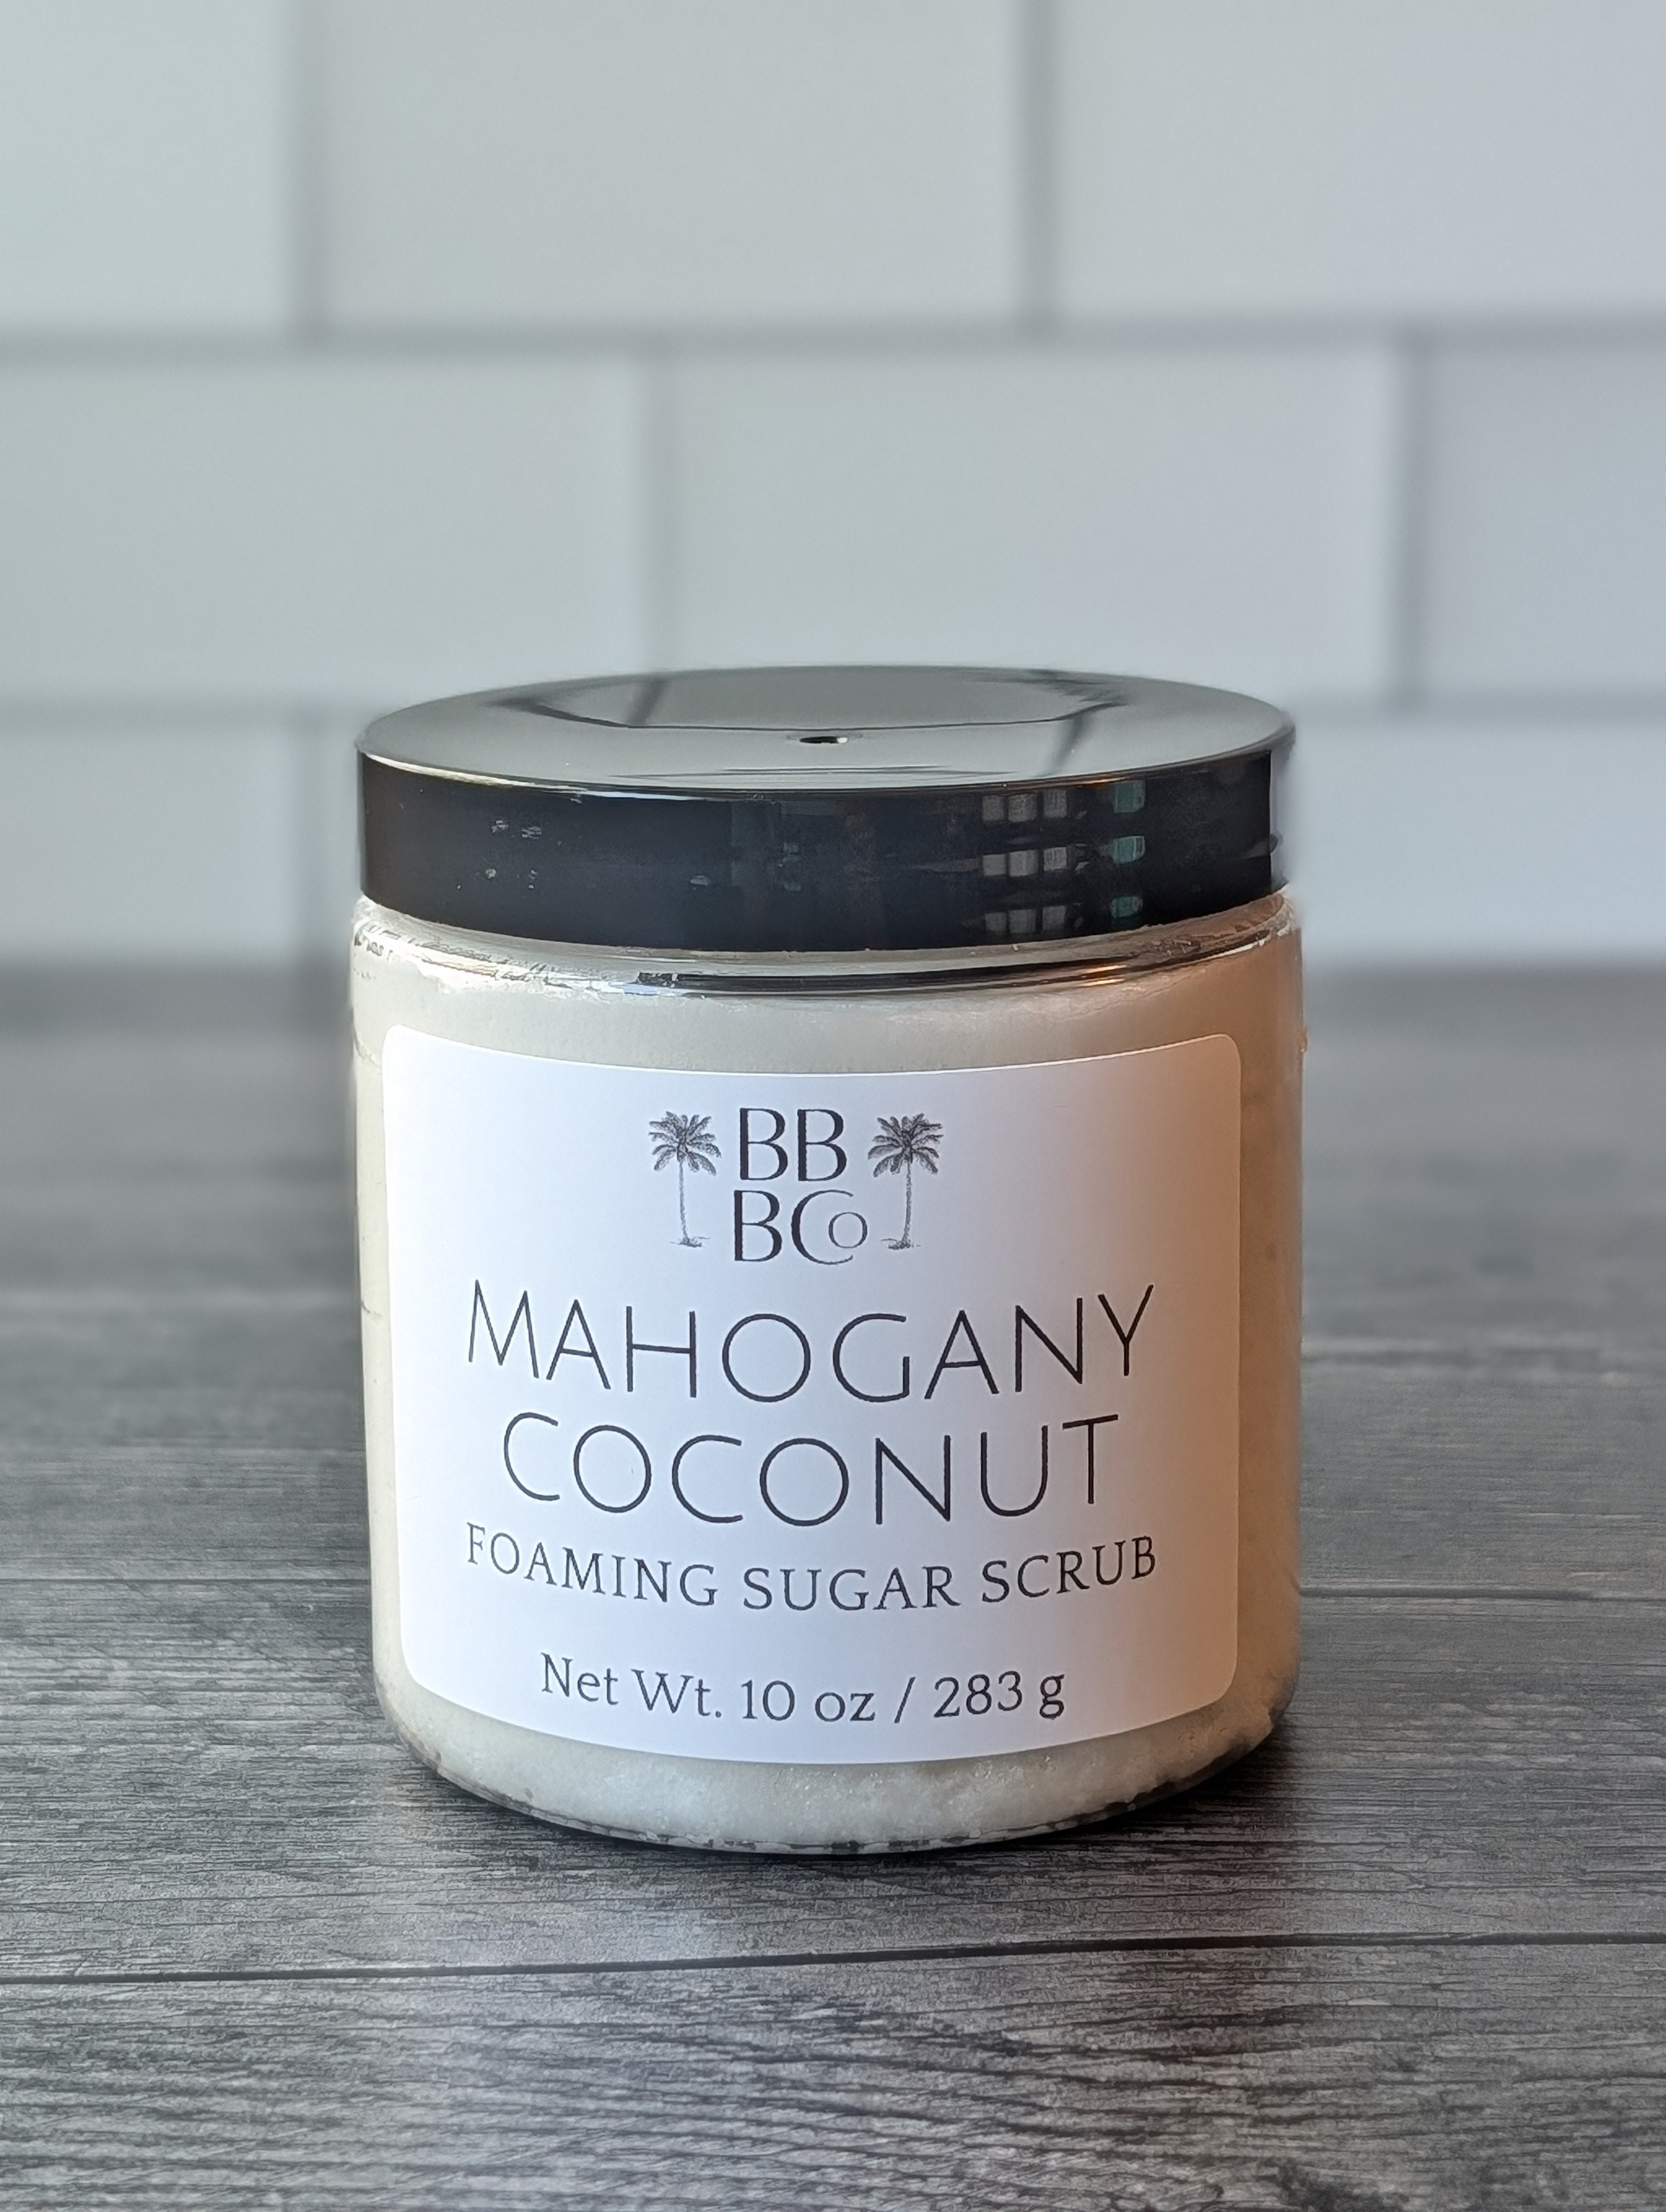 BB
BCo
MAHOGANY
COCONUT
FOAMING SUGAR SCRUB
Net Wt. 10 oz / 283 g